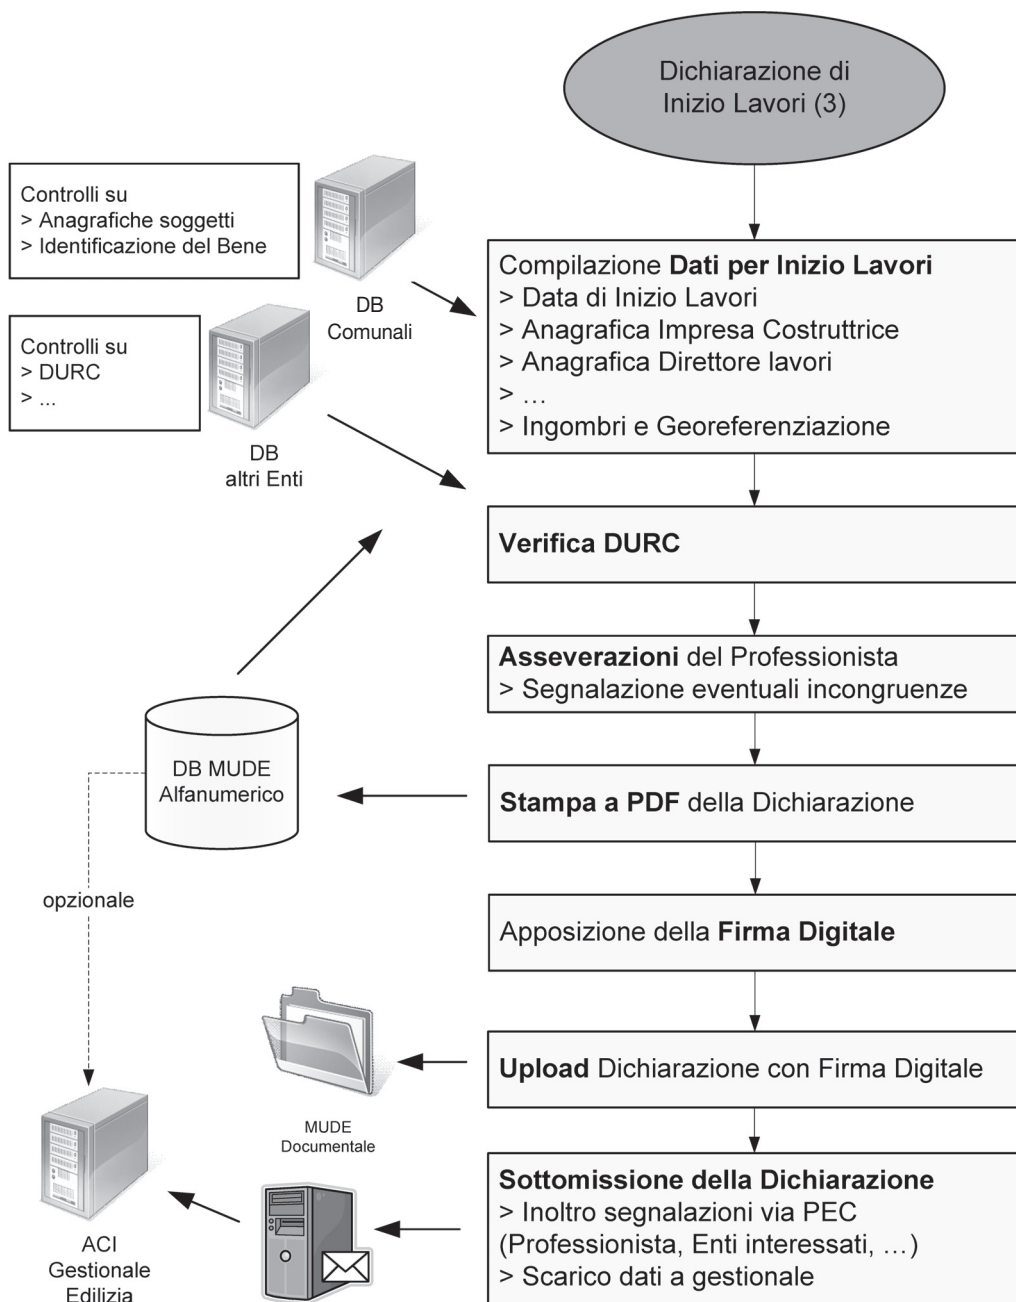 Dichiarazione di
Inizio Lavori (3)
Controlli su
> Anagrafiche soggetti
> Identificazione del Bene
DB
Comunali
Controlli su
> DURC
> ...
DB
altri Enti
Compilazione Dati per Inizio Lavori
> Data di Inizio Lavori
> Anagrafica Impresa Costruttrice
> Anagrafica Direttore lavori
> ...
> Ingombri e Georeferenziazione
Verifica DURC
Asseverazioni del Professionista
> Segnalazione eventuali incongruenze
DB MUDE
Alfanumerico
Stampa a PDF della Dichiarazione
opzionale
Apposizione della Firma Digitale
Upload Dichiarazione con Firma Digitale
MUDE
Documentale
Sottomissione della Dichiarazione
> Inoltro segnalazioni via PEC
(Professionista, Enti interessati, ...)
> Scarico dati a gestionale
ACI
Gestionale
Edilizia